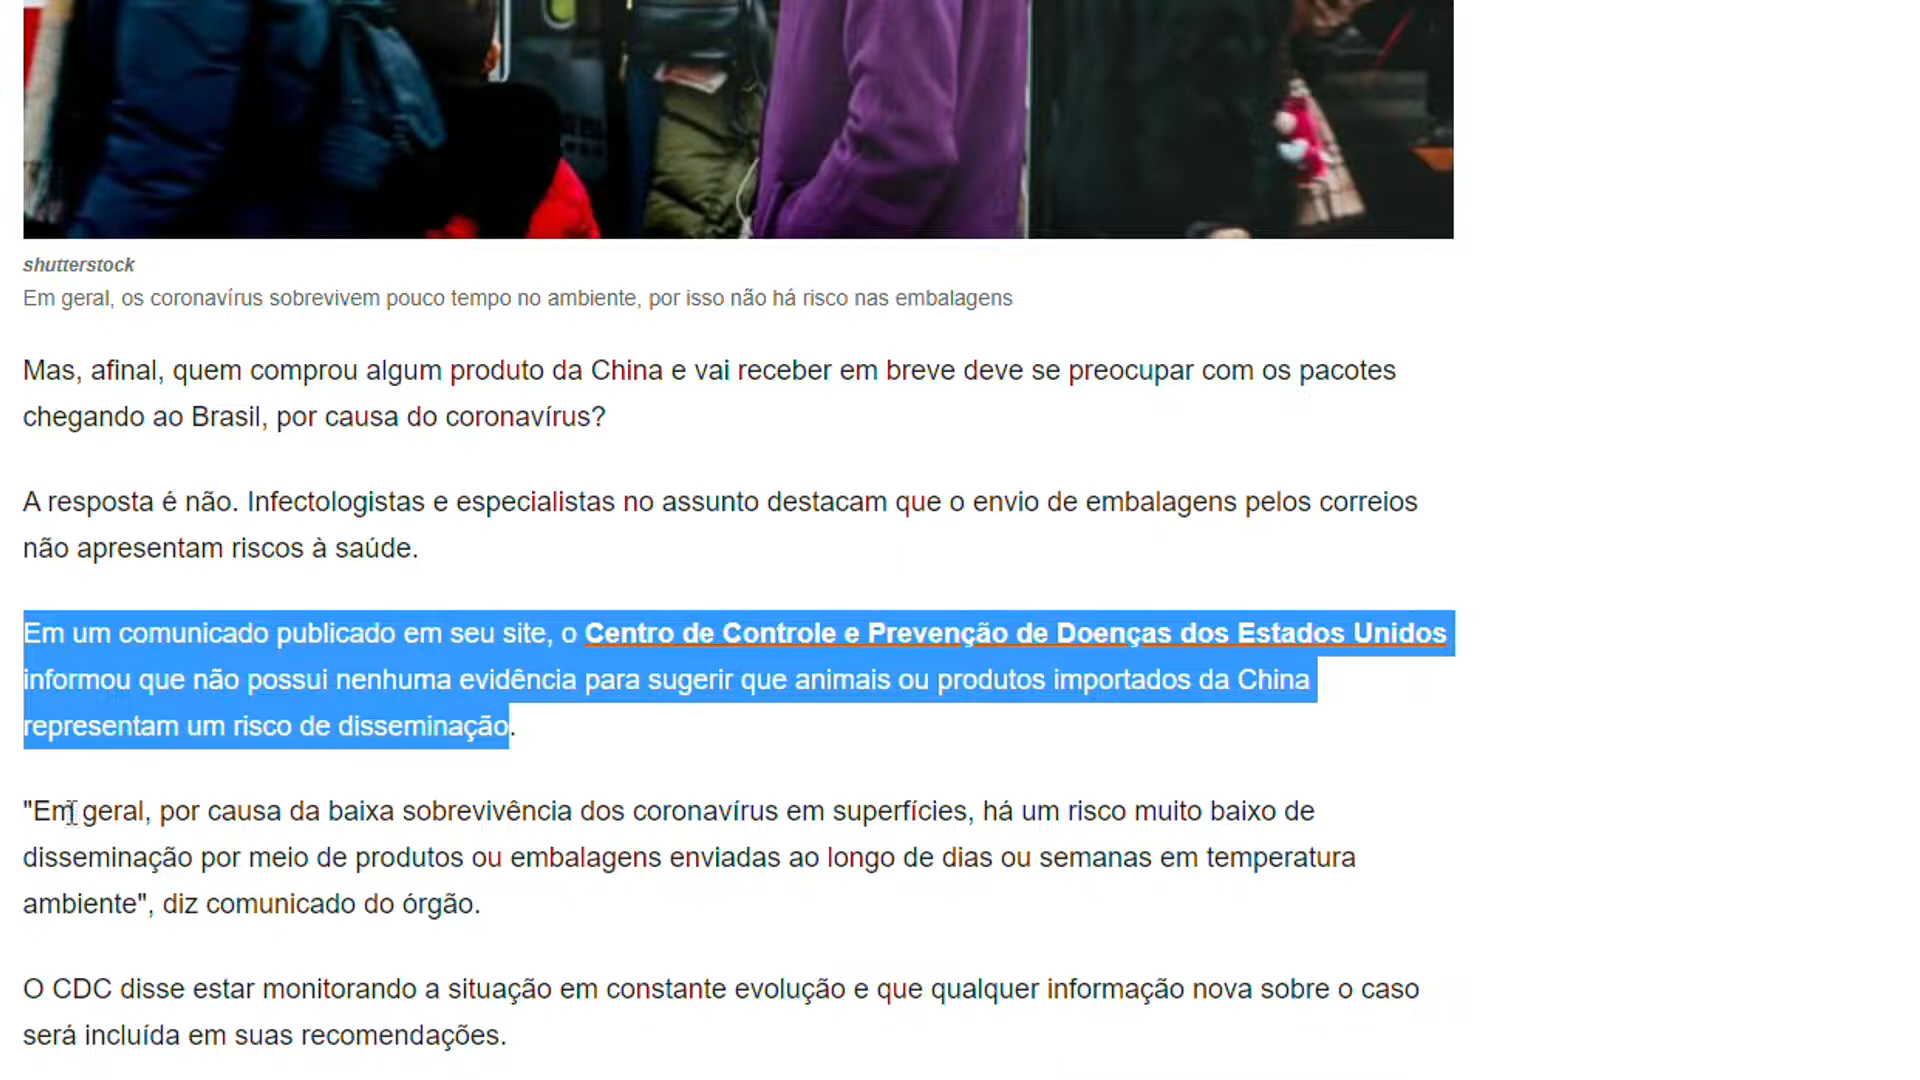 shutterstock
Em geral, os coronavírus sobrevivem pouco tempo no ambiente, por isso não há risco nas embalagens
Mas, afinal, quem comprou algum produto da China e vai receber em breve deve se preocupar com os pacotes
chegando ao Brasil, por causa do coronavírus?
A resposta é não. Infectologistas e especialistas no assunto destacam que o envio de embalagens pelos correios
não apresentam riscos à saúde.
Em um comunicado publicado em seu site, o Centro de Controle e Prevenção de Doenças dos Estados Unidos
informou que não possui nenhuma evidência para sugerir que animais ou produtos importados da China
representam um risco de disseminação.
"Em geral, por causa da baixa sobrevivência dos coronavírus em superfícies, há um risco muito baixo de
disseminação por meio de produtos ou embalagens enviadas ao longo de dias ou semanas em temperatura
ambiente", diz comunicado do órgão.
O CDC disse estar monitorando a situação em constante evolução e que qualquer informação nova sobre o caso
será incluída em suas recomendações.